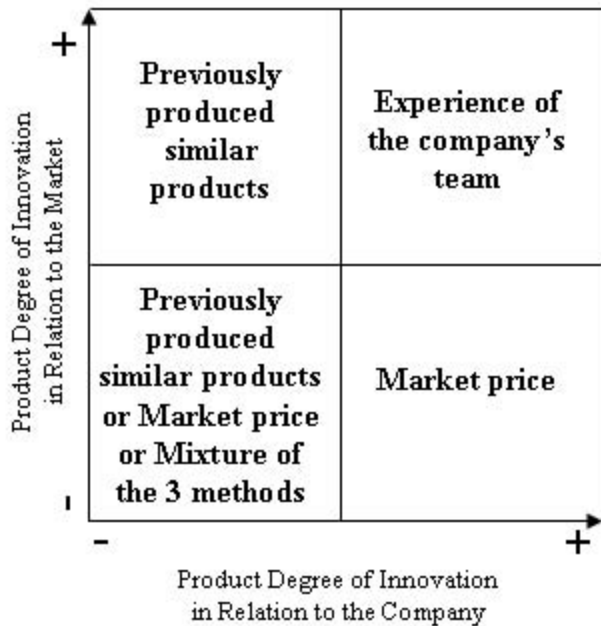 +
Previously
produced
similar
products
Experience of
the company's
team
Product Degree of Innovation
in Relation to the Market
Previously
produced
similar products
or Market price
or Mixture of
the 3 methods
Market price
-
-
+
Product Degree of Innovation
in Relation to the Company